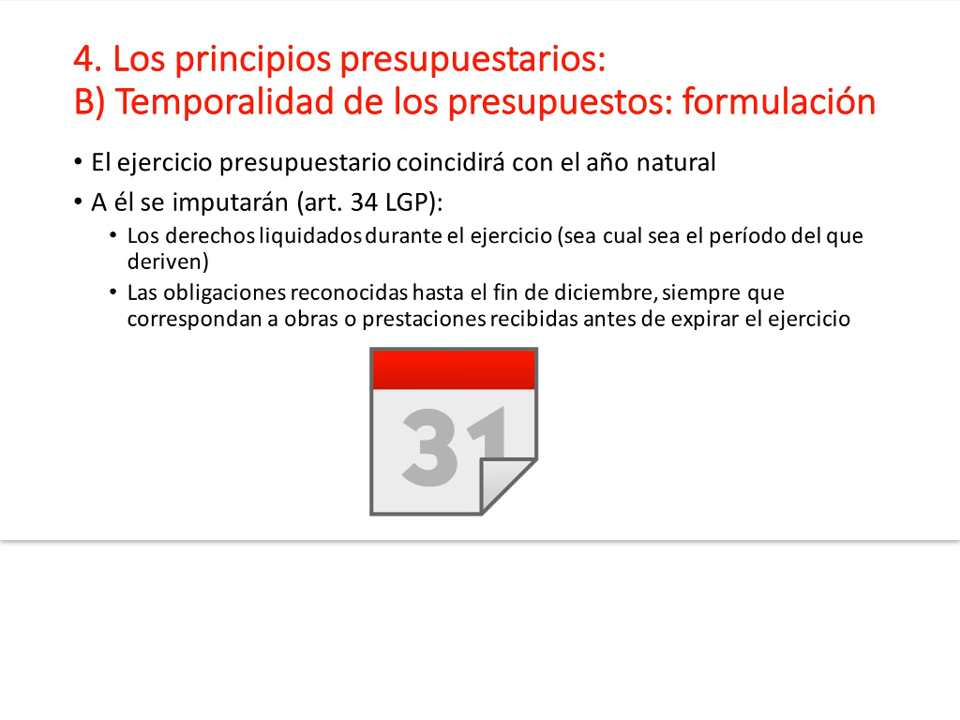 4. Los principios presupuestarios:
B) Temporalidad de los presupuestos: formulación
• El ejercicio presupuestario coincidirá con el año natural
• A él se imputarán (art. 34 LGP):
• Los derechos liquidados durante el ejercicio (sea cual sea el período del que
deriven)
• Las obligaciones reconocidas hasta el fin de diciembre, siempre que
correspondan a obras o prestaciones recibidas antes de expirar el ejercicio
31